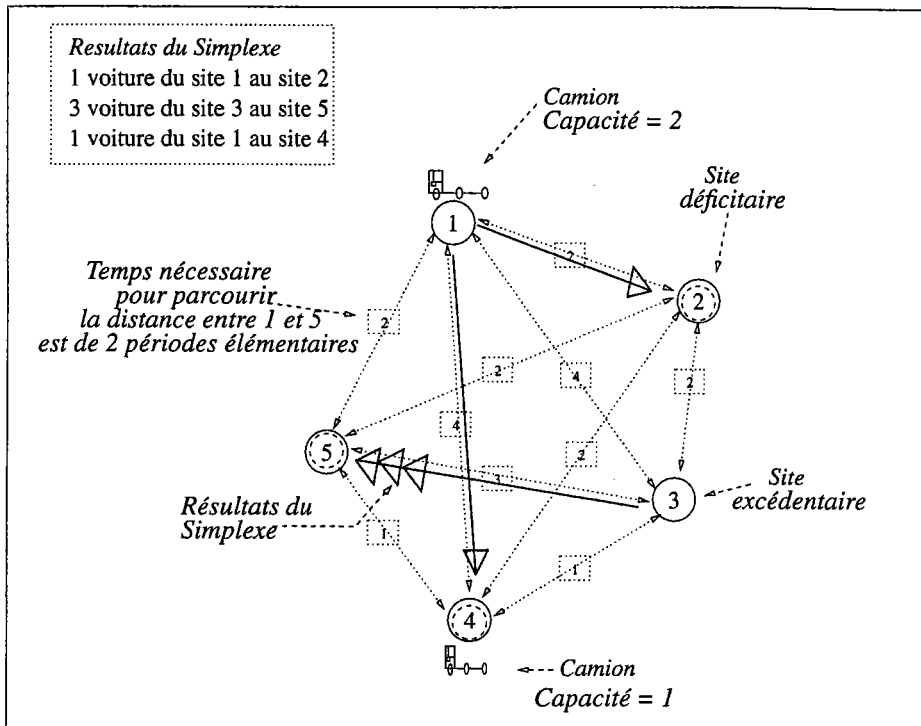 Resultats du Simplexe
1 voiture du site 1 au site 2
3 voiture du site 3 au site 5
1 voiture du site 1 au site 4
Camion
Capacité = 2
Site
déficitaire
1
2
2
Temps nécessaire
pour parcourir
la distance entre 1 et 5
est de 2 périodes élémentaires
2
2
4
2
4
2
5
3
3
Résultats du
Simplexe
Site
excédentaire
1
1
4
Camion
Capacité = 1